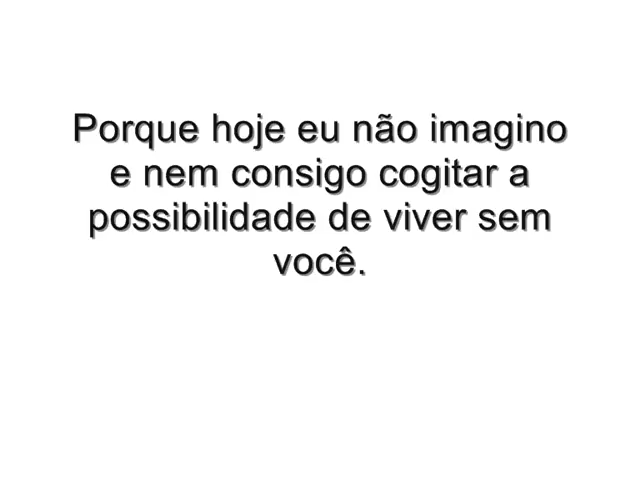 Porque hoje eu não imagino
e nem consigo cogitar a
possibilidade de viver sem
você.